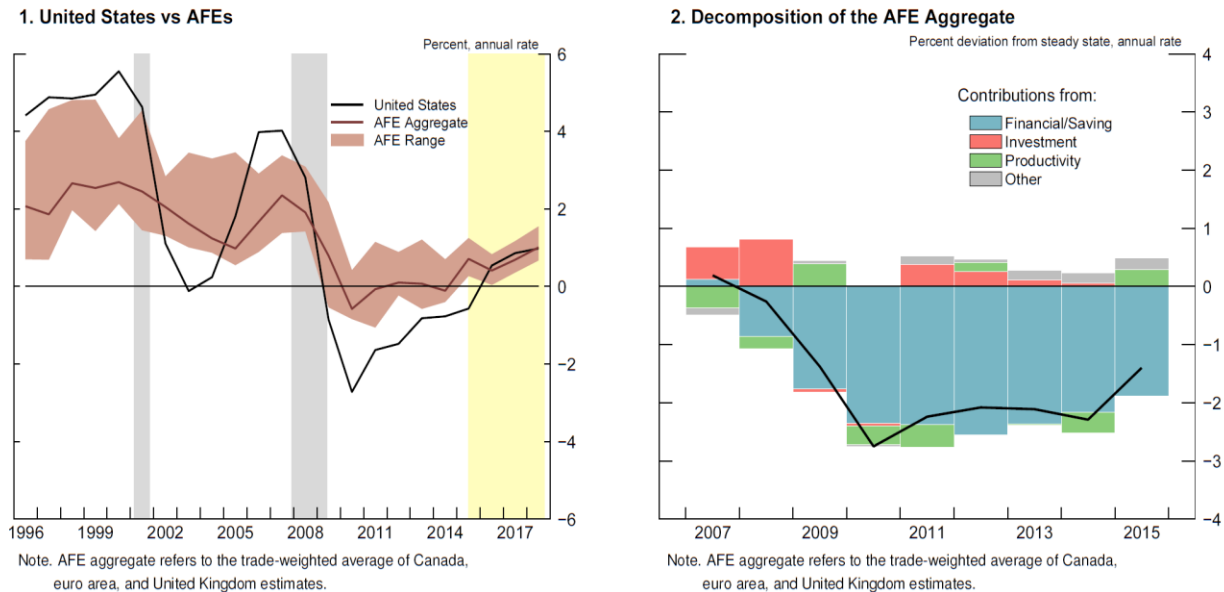 1. United States vs AFEs
Percent, annual rate
6
4
2
0
−2
−4
−6
United States
AFE Aggregate
AFE Range
1996 1999 2002 2005 2008 2011 2014 2017
Note. AFE aggregate refers to the trade-weighted average of Canada,
euro area, and United Kingdom estimates.
2. Decomposition of the AFE Aggregate
Percent deviation from steady state, annual rate
4
3
2
1
0
−1
−2
−3
−4
Contributions from:
Financial/Saving
Investment
Productivity
Other
2007 2009 2011 2013 2015
Note. AFE aggregate refers to the trade-weighted average of Canada,
euro area, and United Kingdom estimates.